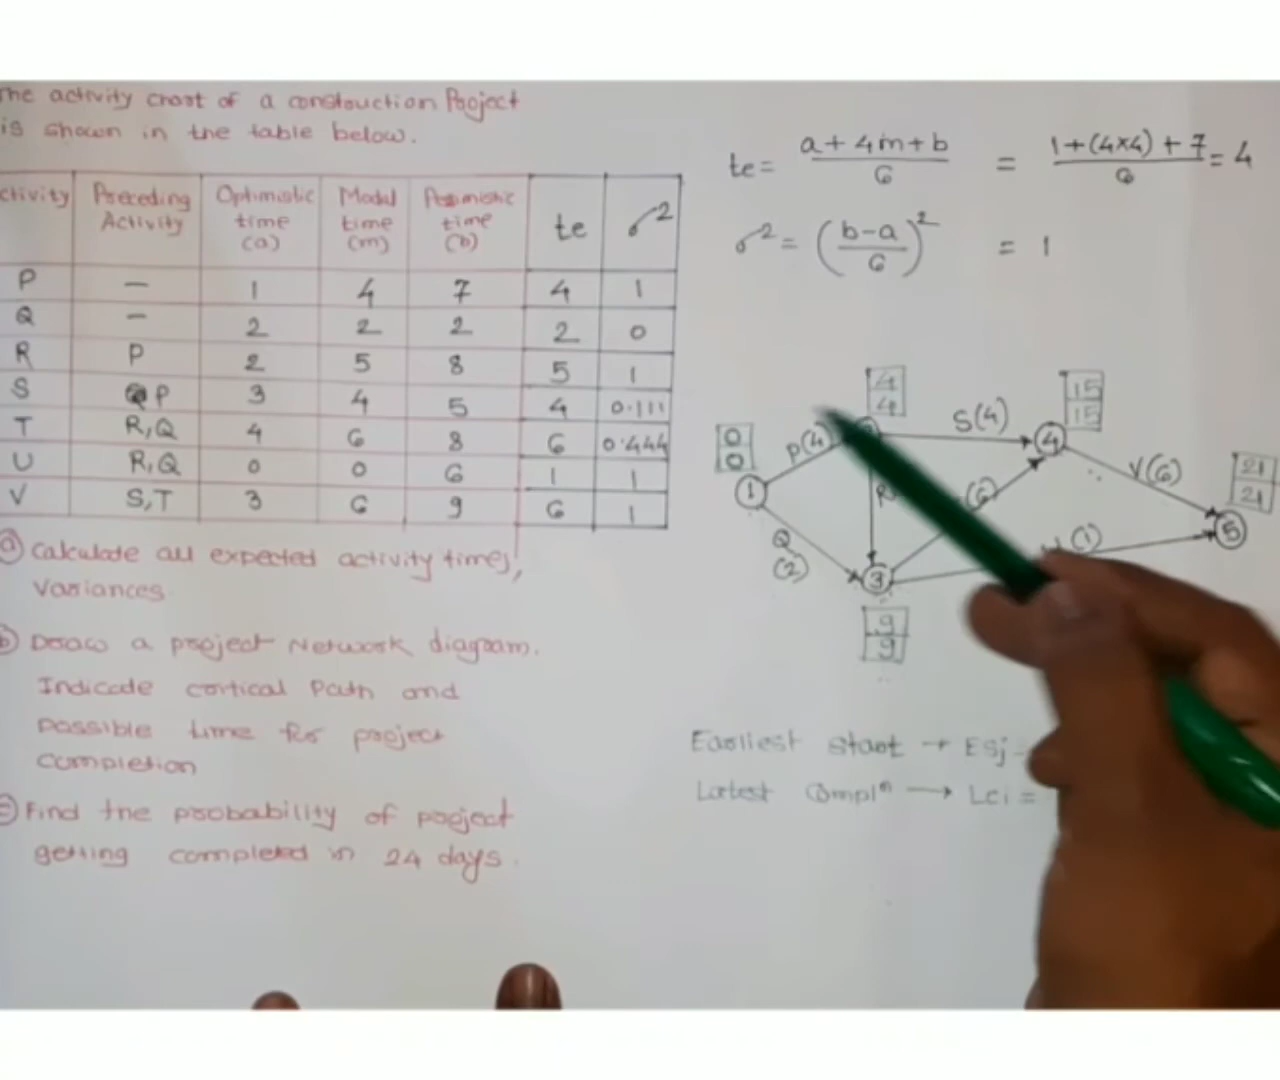 The activity chart of a construction Project
is shown in the table below.
ctivity Preceding Activity Optimistic time (a) Modal time (m) Pessimistic time (b) te σ²
P — 1 4 7 4 1
Q — 2 2 2 2 0
R P 2 5 8 5 1
S P 3 4 5 4 0.111
T R,Q 4 6 8 6 0.444
U R,Q 0 0 6 1 1
V S,T 3 6 9 6 1
a) Calculate all expected activity times,
Variances
b) Draw a project Network diagram.
Indicate cortical Path and
possible time for project
completion
c) Find the probability of project
getting completed in 24 days.
te = a + 4m + b / 6 = 1+(4×4) + 7 / 6 = 4
σ² = (b-a / 6)² = 1
4
4
15
15
S(4)
0
0
P(4)
4
V(6)
21
21
1
R
(6)
5
Q
(2)
(1)
3
9
9
Earliest start → ESj
Latest Complⁿ → Lci =